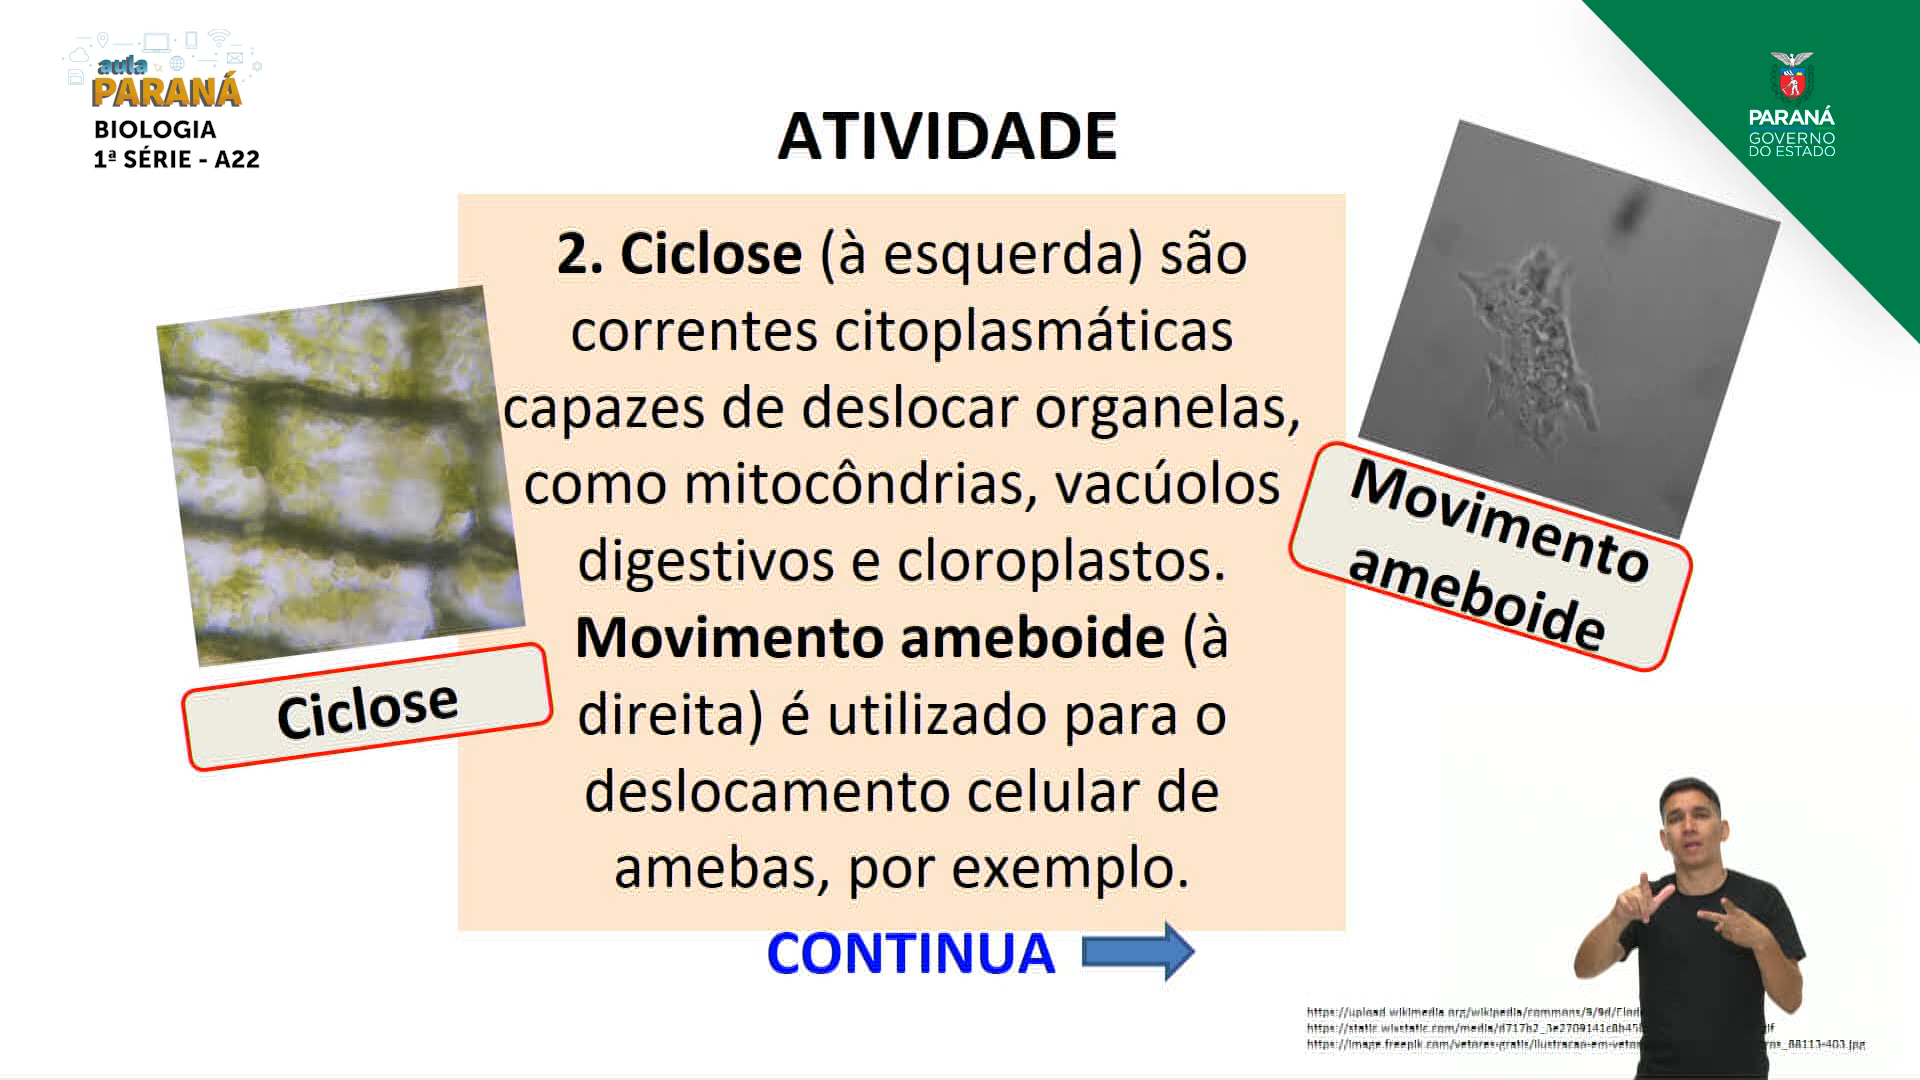 aula
PARANÁ
BIOLOGIA
1ª SÉRIE - A22
PARANÁ
GOVERNO
DO ESTADO
ATIVIDADE
2. Ciclose (à esquerda) são
correntes citoplasmáticas
capazes de deslocar organelas,
como mitocôndrias, vacúolos
digestivos e cloroplastos.
Movimento ameboide (à
direita) é utilizado para o
deslocamento celular de
amebas, por exemplo.
Ciclose
Movimento
ameboide
CONTINUA